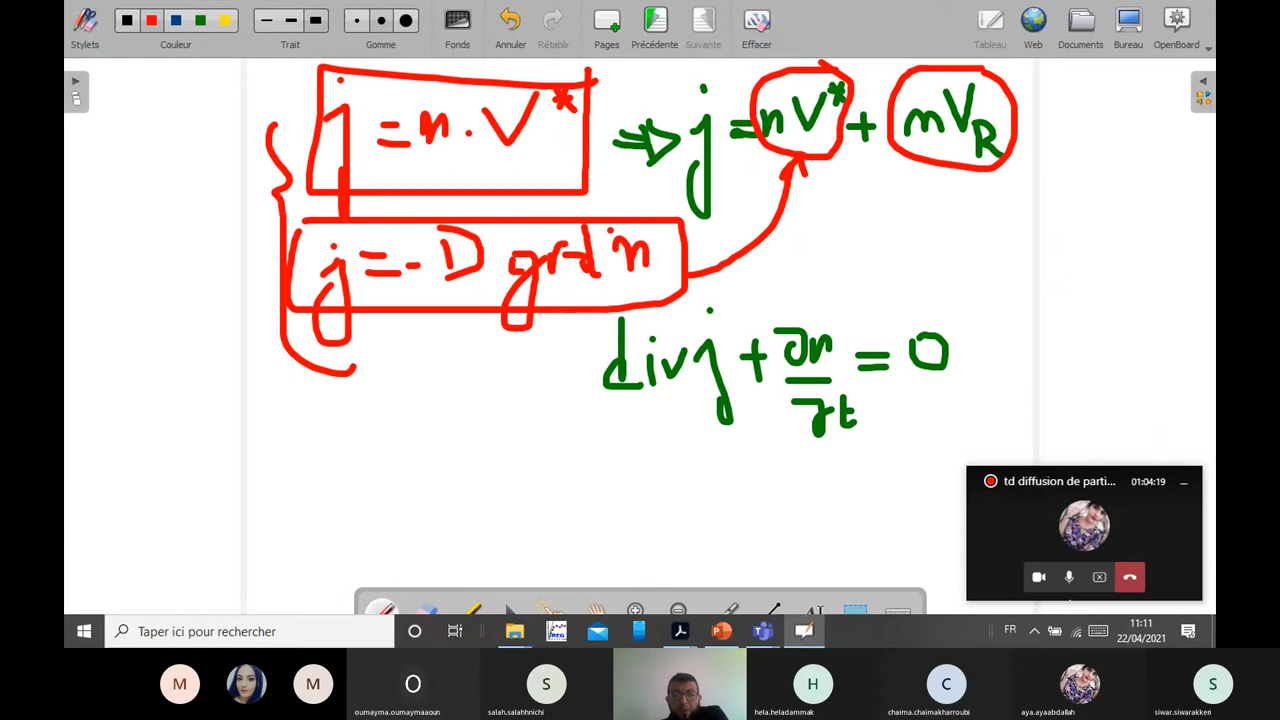 Stylets
Couleur
Trait
Gomme
Fonds
Annuler
Rétablir
Pages
Précédente
Suivante
Effacer
Tableau
Web
Documents
Bureau
OpenBoard
j = n . V* ⇒ j = nV* + nV_R
j = - D grad n
div j + ∂n/∂t = 0
td diffusion de parti...
01:04:19
Taper ici pour rechercher
FR
11:11
22/04/2021
M
M
O
S
H
C
S
oumayma.oumaymaaoun
salah.salahhnichi
hela.heladammak
chaima.chaimakharroubi
aya.ayaabdallah
siwar.siwarakkeri